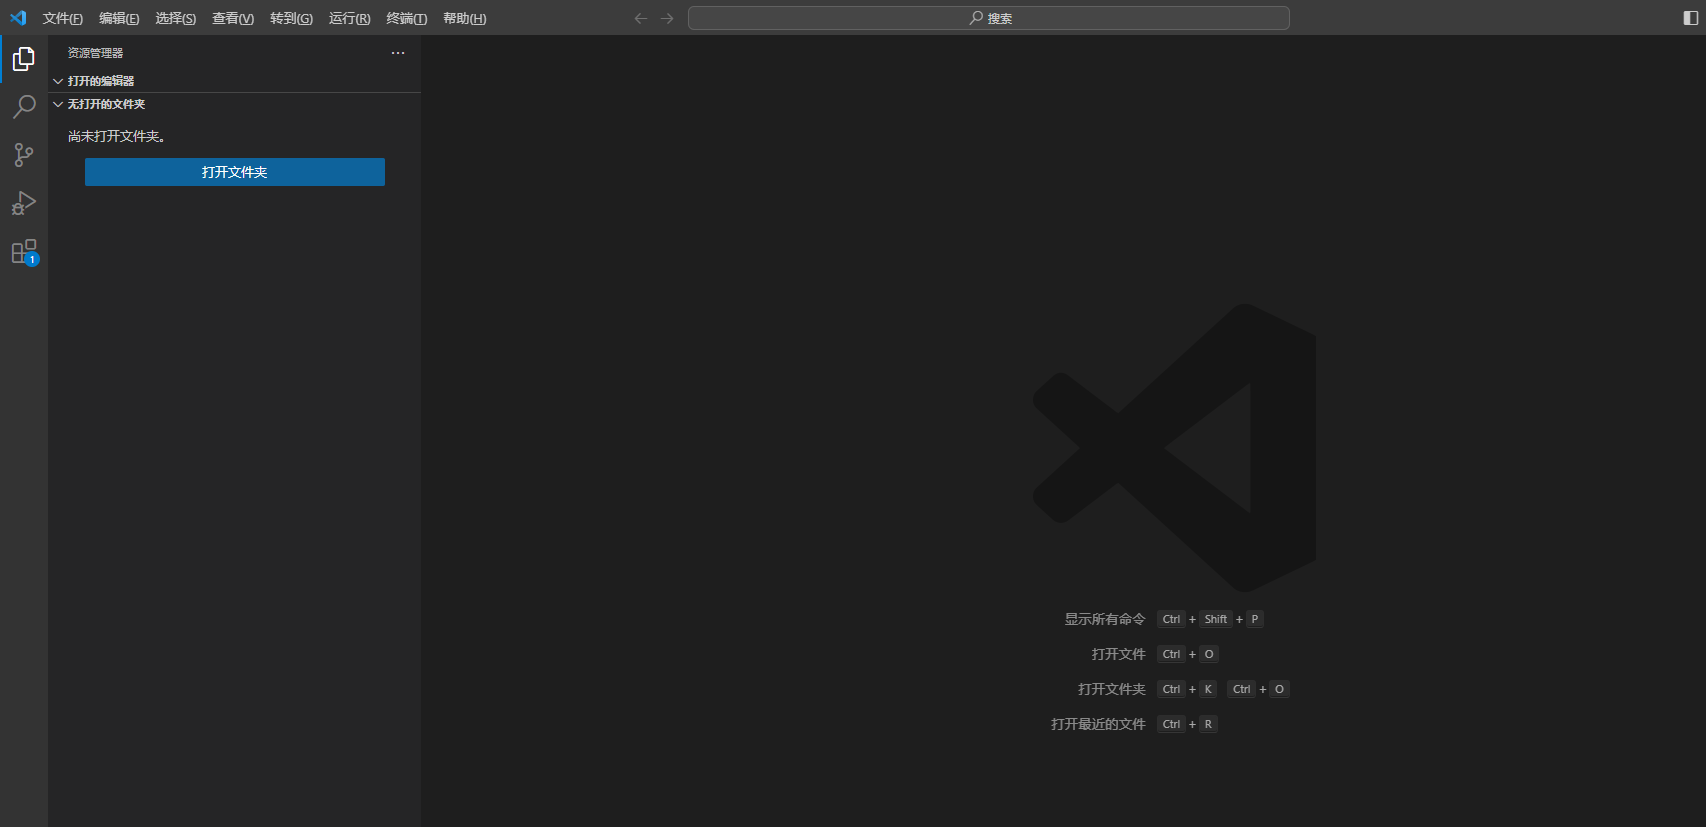 文件(F) 编辑(E) 选择(S) 查看(V) 转到(G) 运行(R) 终端(T) 帮助(H) 搜索
资源管理器
打开的编辑器
无打开的文件夹
尚未打开文件夹。
打开文件夹
1
显示所有命令 Ctrl + Shift + P
打开文件 Ctrl + O
打开文件夹 Ctrl + K Ctrl + O
打开最近的文件 Ctrl + R